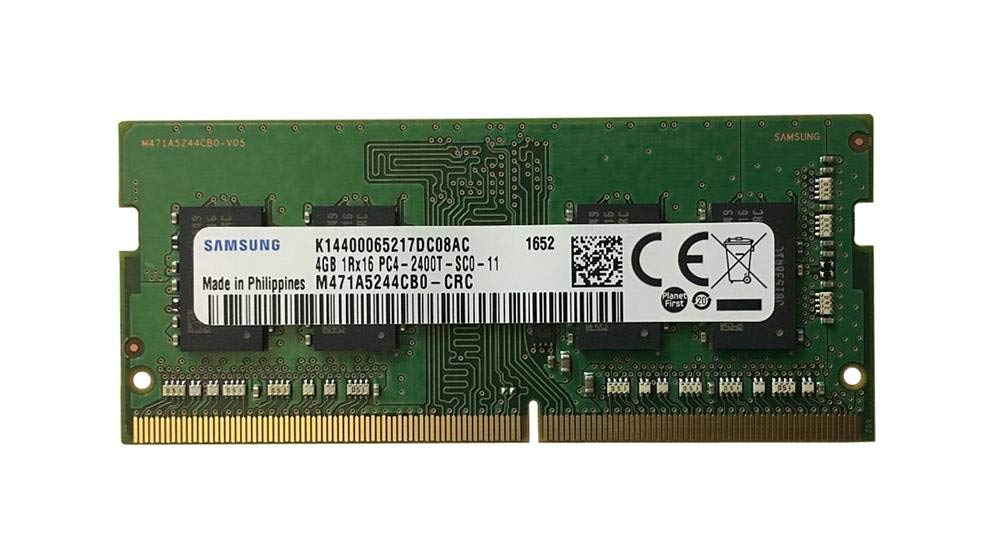 M471A5244CB0-V05
SAMSUNG
SAMSUNG
K14400065217DC08AC
1652
4GB 1Rx16 PC4-2400T-SC0-11
Made in Philippines
M471A5244CB0-CRC
CE
Planet
First
20